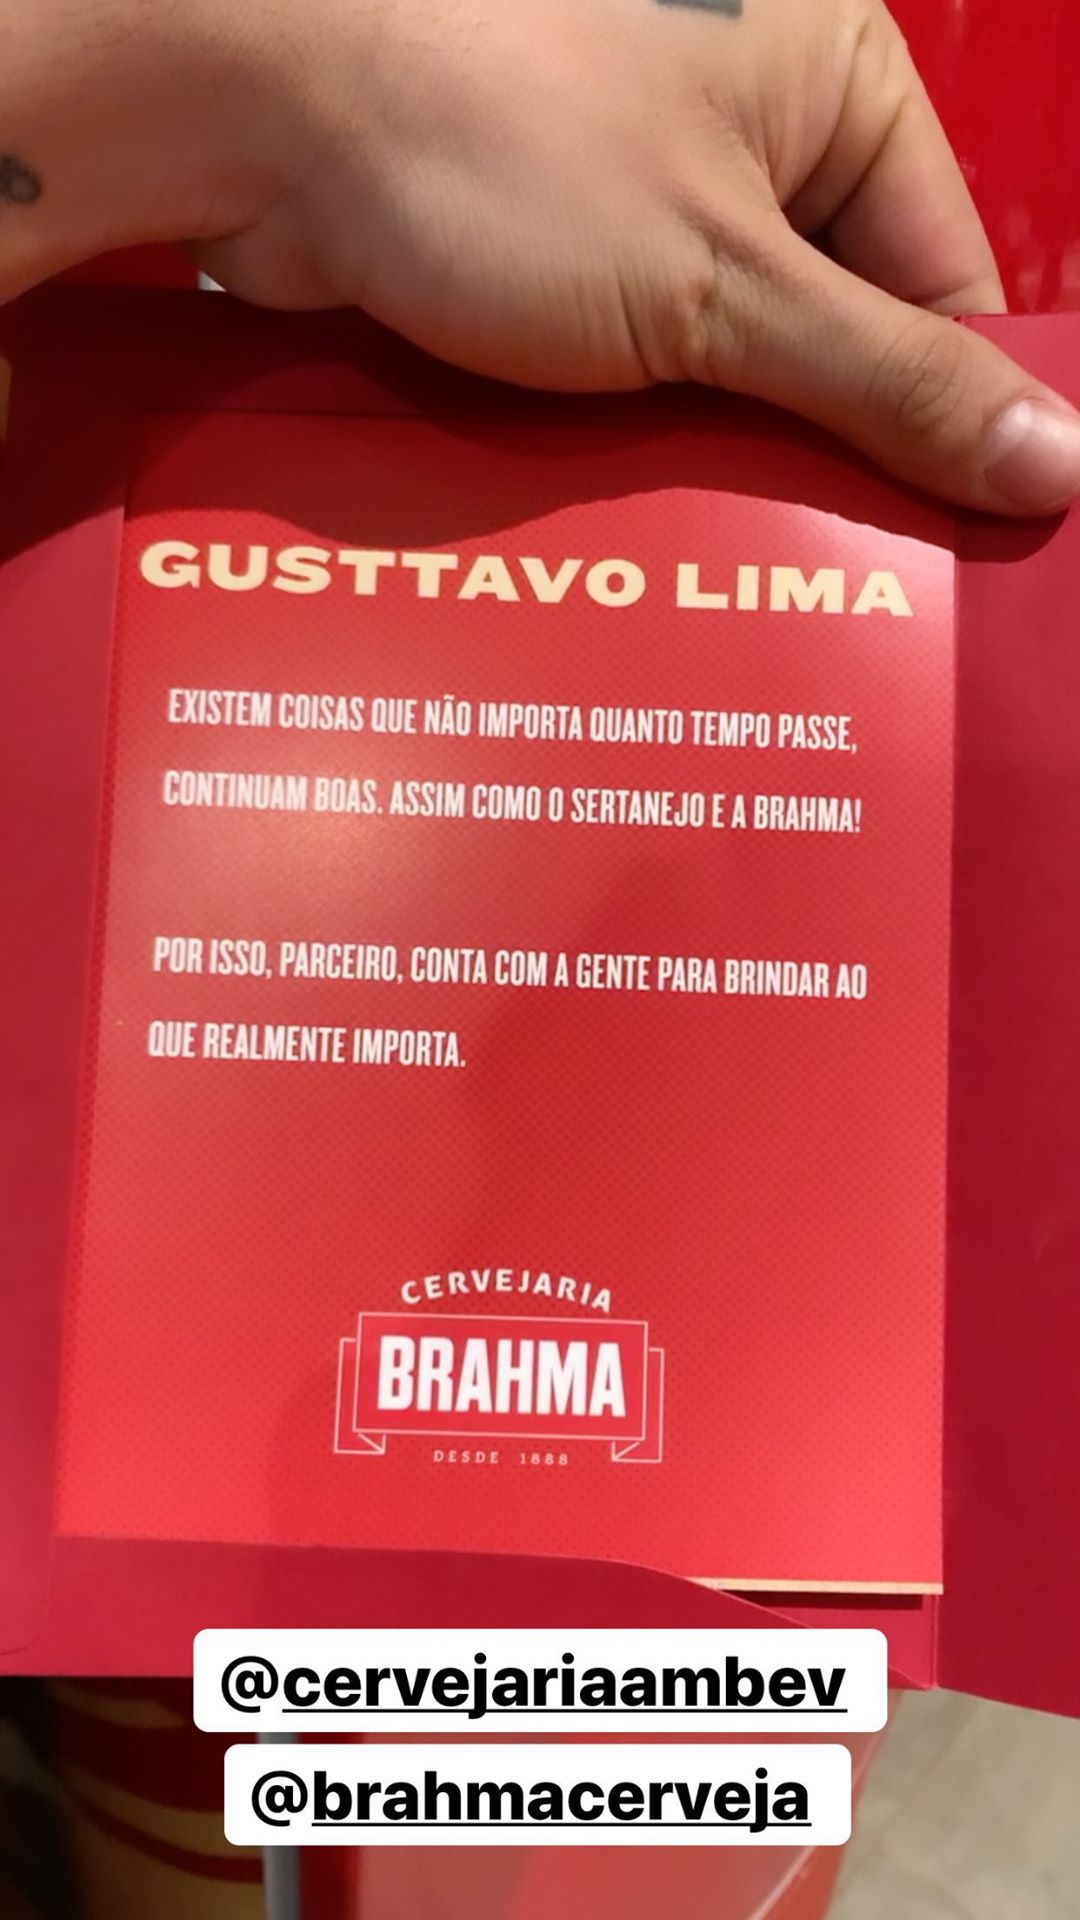 GUSTTAVO LIMA
EXISTEM COISAS QUE NÃO IMPORTA QUANTO TEMPO PASSE,
CONTINUAM BOAS. ASSIM COMO O SERTANEJO E A BRAHMA!
POR ISSO, PARCEIRO, CONTA COM A GENTE PARA BRINDAR AO
QUE REALMENTE IMPORTA.
CERVEJARIA
BRAHMA
DESDE 1888
@cervejariaambev
@brahmacerveja